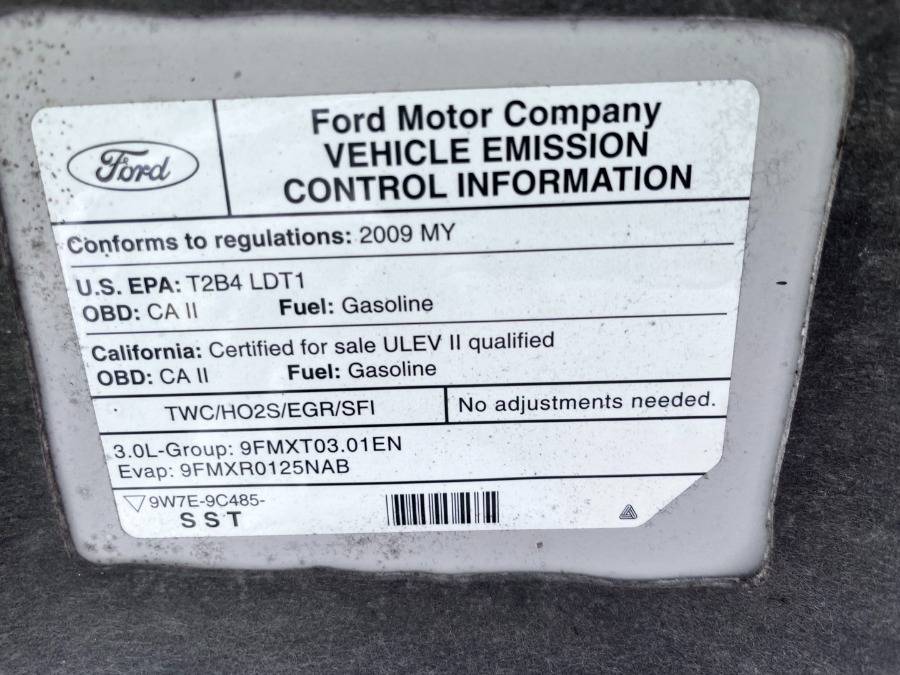 Ford
Ford Motor Company
VEHICLE EMISSION
CONTROL INFORMATION
Conforms to regulations: 2009 MY
U.S. EPA: T2B4 LDT1
OBD: CA II Fuel: Gasoline
California: Certified for sale ULEV II qualified
OBD: CA II Fuel: Gasoline
TWC/HO2S/EGR/SFI No adjustments needed.
3.0L-Group: 9FMXT03.01EN
Evap: 9FMXR0125NAB
9W7E-9C485-
SST